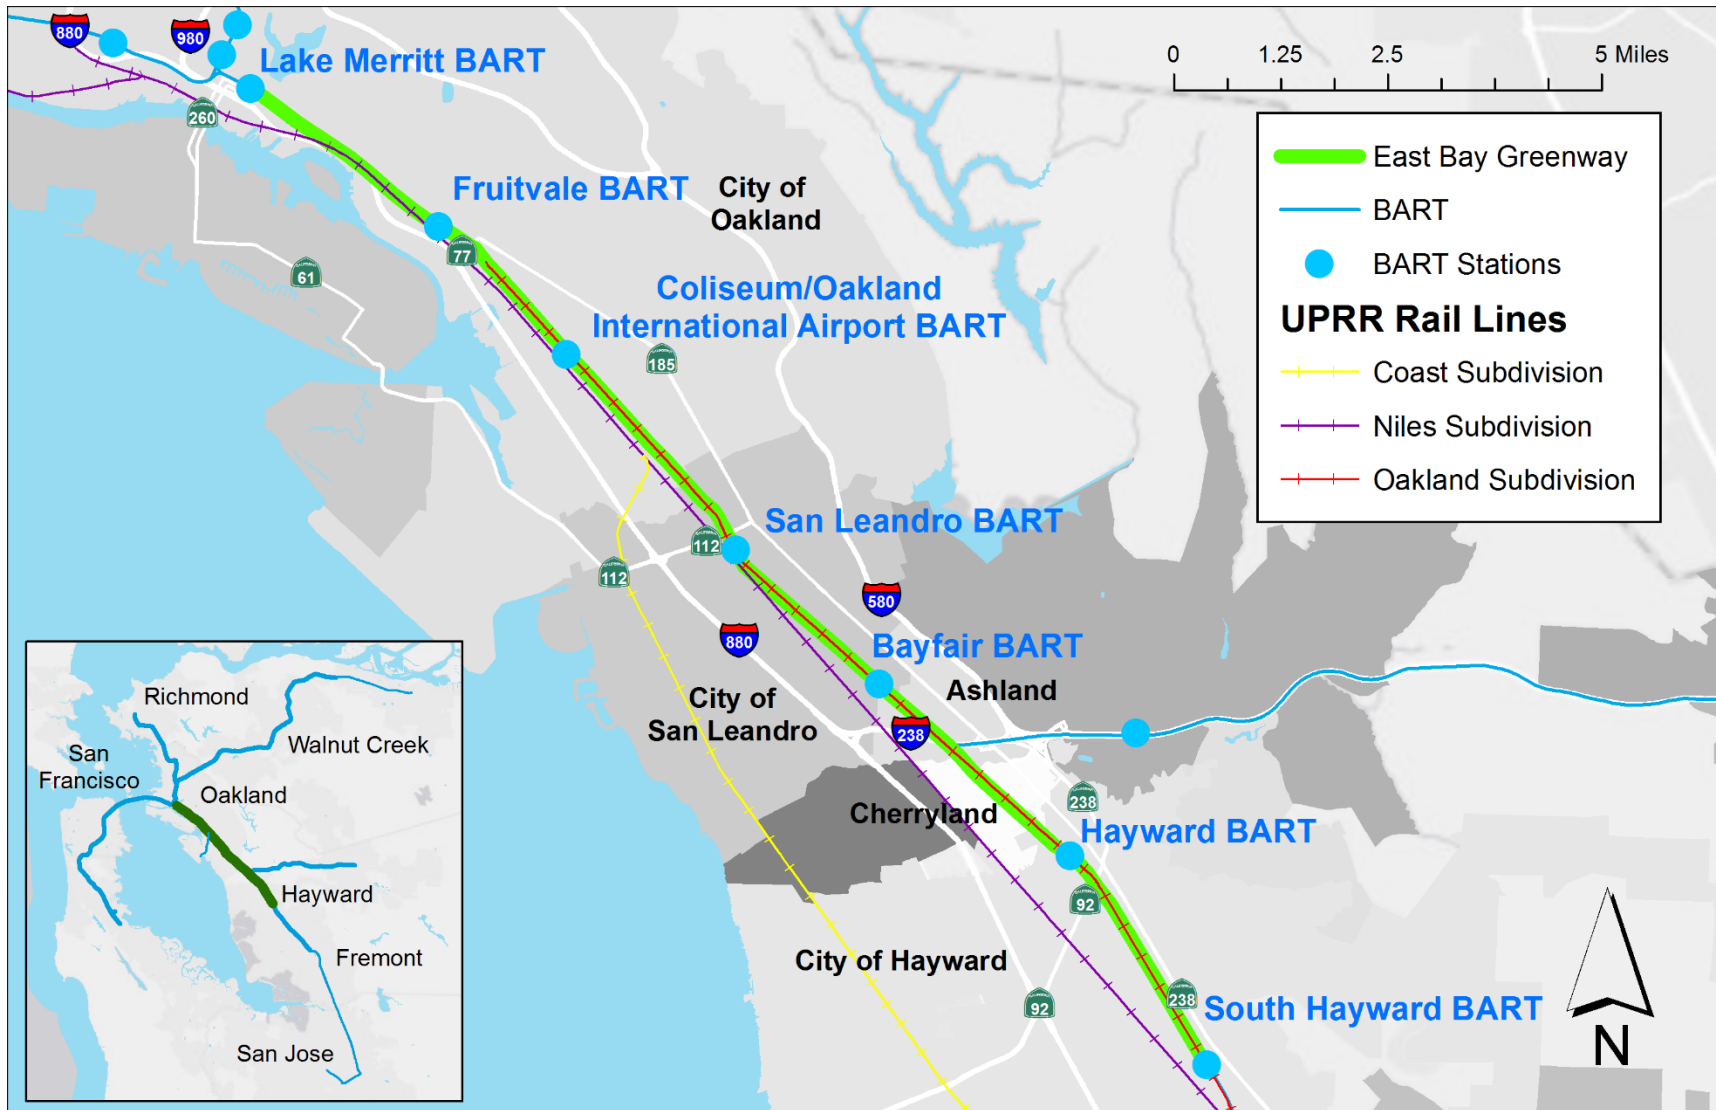 880
980
Lake Merritt BART
260
Fruitvale BART
77
City of
Oakland
61
Coliseum/Oakland
International Airport BART
185
0 1.25 2.5 5 Miles
East Bay Greenway
BART
BART Stations
UPRR Rail Lines
Coast Subdivision
Niles Subdivision
Oakland Subdivision
San Leandro BART
112
112
580
880
Bayfair BART
Ashland
City of
San Leandro
238
Cherryland
238
Hayward BART
92
City of Hayward
92
238
South Hayward BART
N
Richmond
Walnut Creek
San
Francisco
Oakland
Hayward
Fremont
San Jose